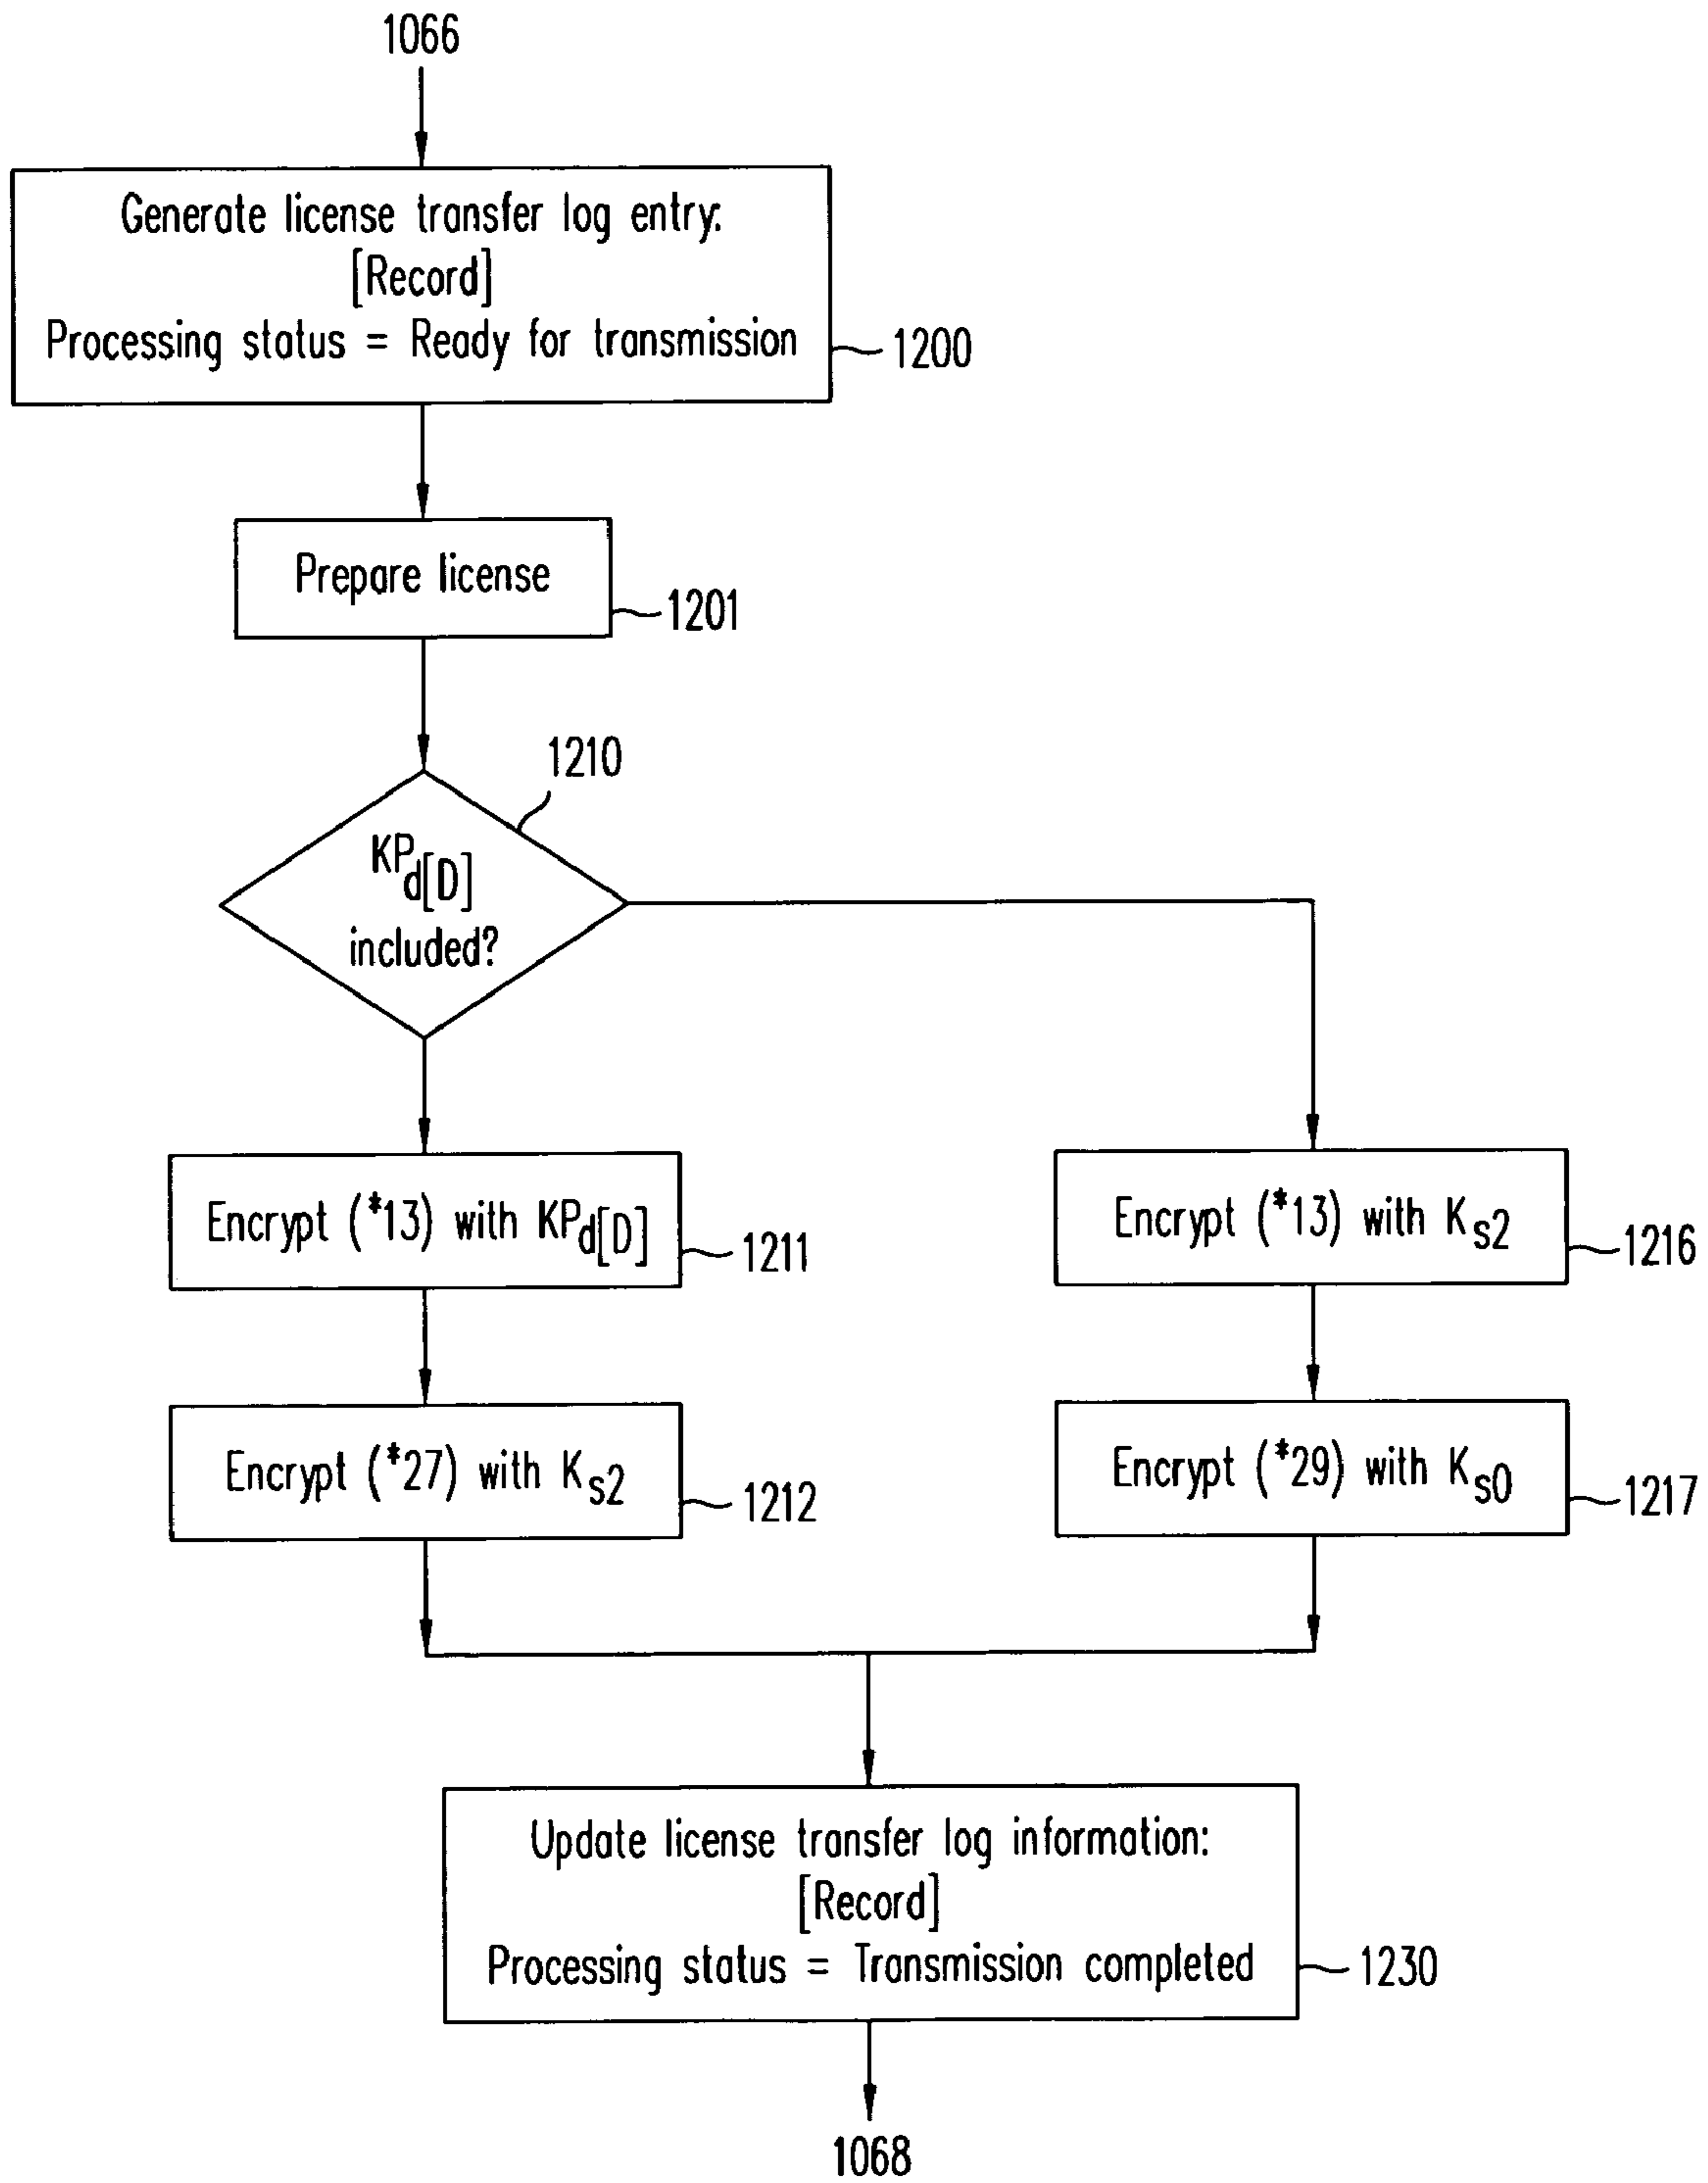 1066
Generate license transfer log entry:
[Record]
Processing status = Ready for transmission
1200
Prepare license
1201
1210
KPd[D]
included?
Encrypt (*13) with KPd[D]
1211
Encrypt (*13) with Ks2
1216
Encrypt (*27) with Ks2
1212
Encrypt (*29) with Ks0
1217
Update license transfer log information:
[Record]
Processing status = Transmission completed
1230
1068